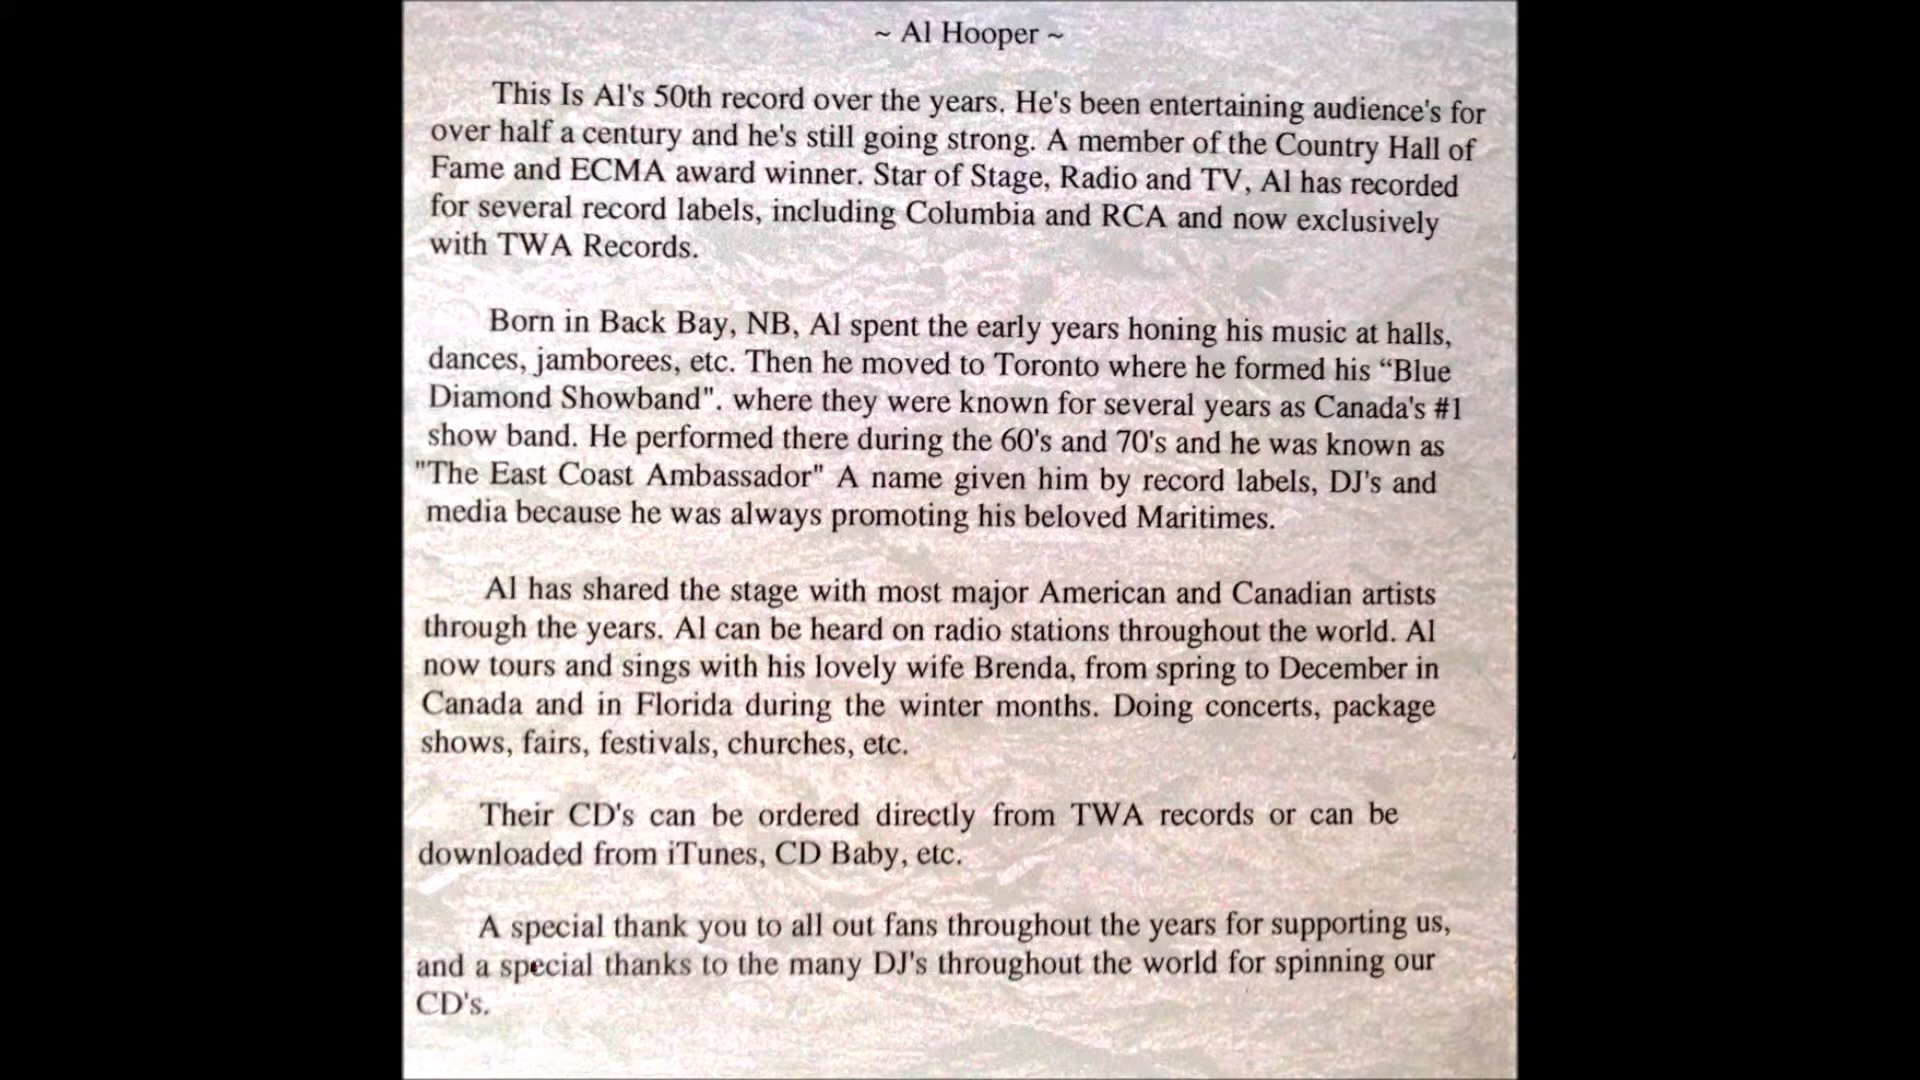 ~ Al Hooper ~
This Is Al's 50th record over the years. He's been entertaining audience's for
over half a century and he's still going strong. A member of the Country Hall of
Fame and ECMA award winner. Star of Stage, Radio and TV, Al has recorded
for several record labels, including Columbia and RCA and now exclusively
with TWA Records.
Born in Back Bay, NB, Al spent the early years honing his music at halls,
dances, jamborees, etc. Then he moved to Toronto where he formed his “Blue
Diamond Showband". where they were known for several years as Canada's #1
show band. He performed there during the 60's and 70's and he was known as
"The East Coast Ambassador" A name given him by record labels, DJ's and
media because he was always promoting his beloved Maritimes.
Al has shared the stage with most major American and Canadian artists
through the years. Al can be heard on radio stations throughout the world. Al
now tours and sings with his lovely wife Brenda, from spring to December in
Canada and in Florida during the winter months. Doing concerts, package
shows, fairs, festivals, churches, etc.
Their CD's can be ordered directly from TWA records or can be
downloaded from iTunes, CD Baby, etc.
A special thank you to all out fans throughout the years for supporting us,
and a special thanks to the many DJ's throughout the world for spinning our
CD's.